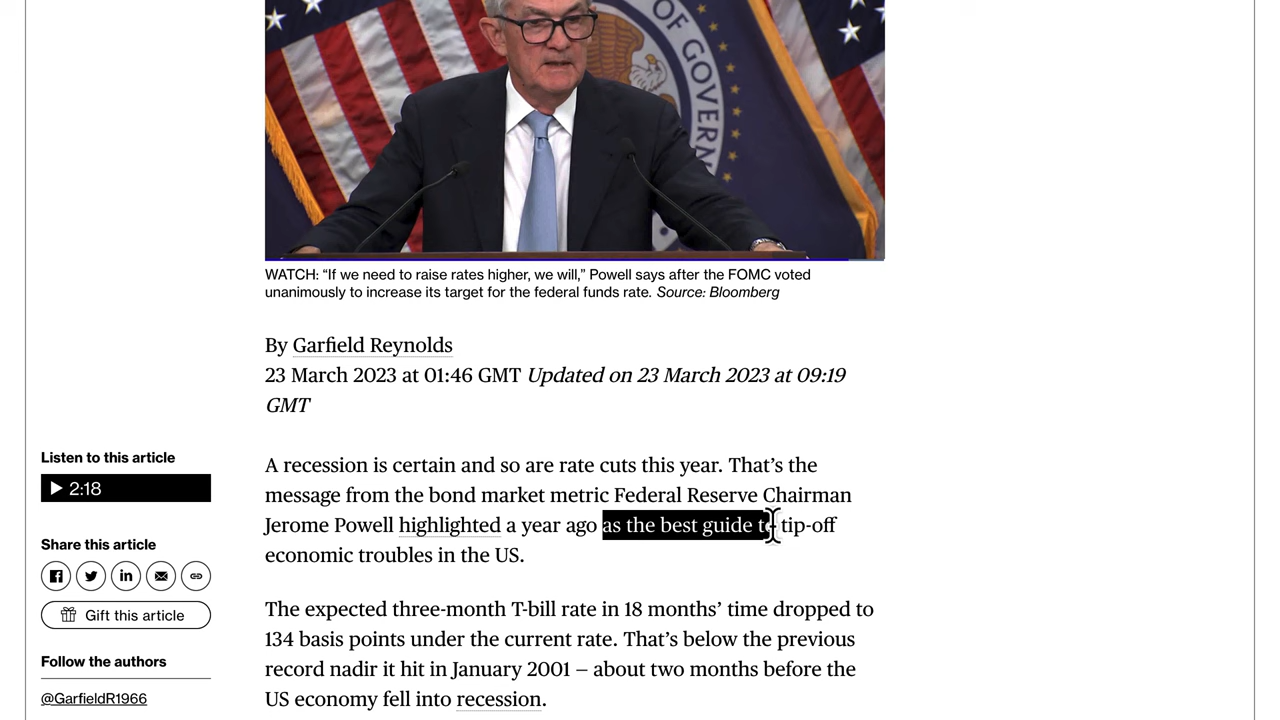 OF GOVERN
WATCH: “If we need to raise rates higher, we will,” Powell says after the FOMC voted
unanimously to increase its target for the federal funds rate. Source: Bloomberg
By Garfield Reynolds
23 March 2023 at 01:46 GMT Updated on 23 March 2023 at 09:19
GMT
Listen to this article
2:18
Share this article
Gift this article
Follow the authors
@GarfieldR1966
A recession is certain and so are rate cuts this year. That’s the
message from the bond market metric Federal Reserve Chairman
Jerome Powell highlighted a year ago as the best guide to tip-off
economic troubles in the US.
The expected three-month T-bill rate in 18 months’ time dropped to
134 basis points under the current rate. That’s below the previous
record nadir it hit in January 2001 – about two months before the
US economy fell into recession.